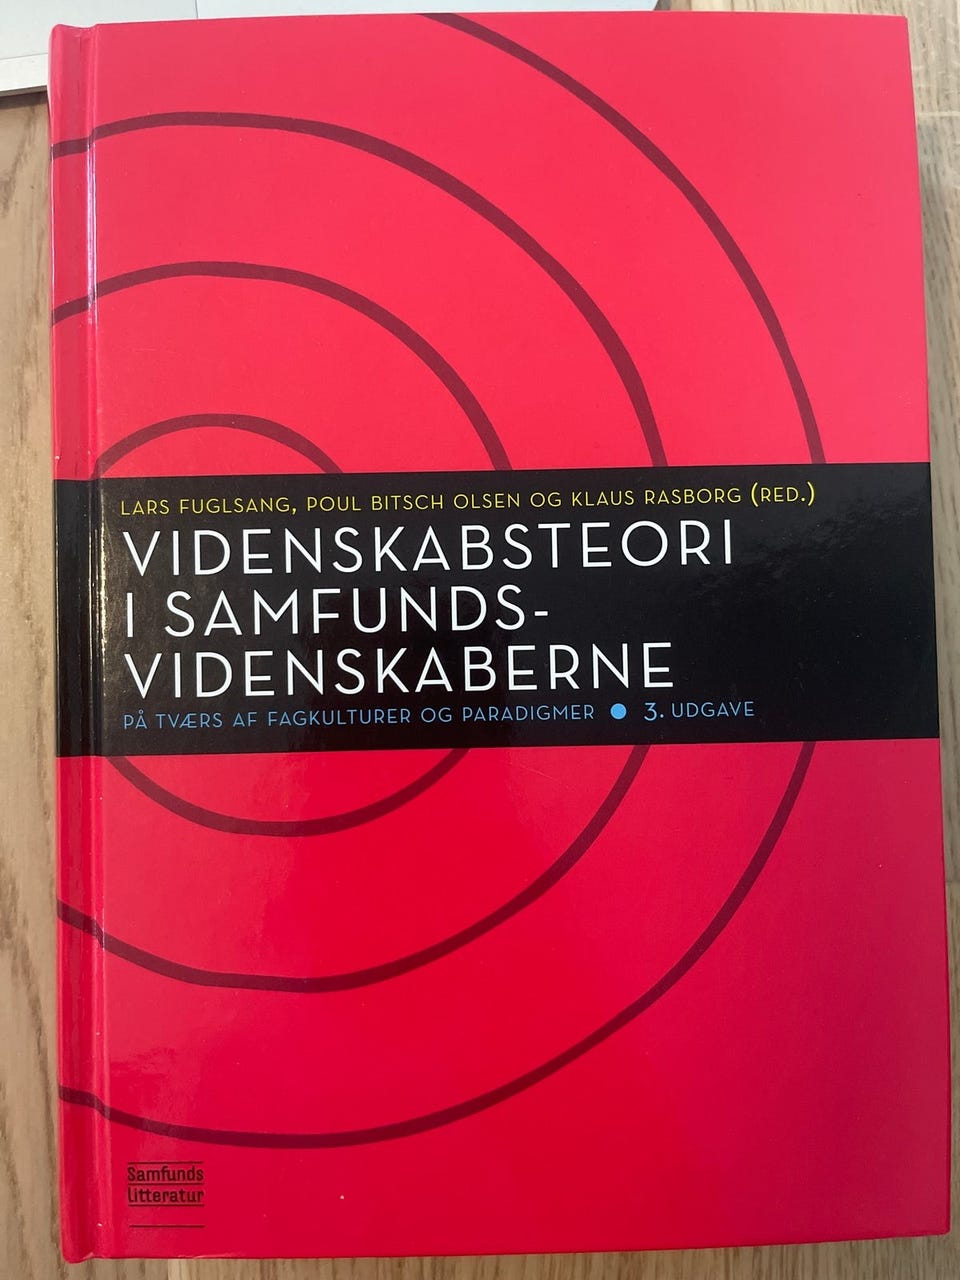 LARS FUGLSANG, POUL BITSCH OLSEN OG KLAUS RASBORG (RED.)
VIDENSKABSTEORI
I SAMFUNDS-
VIDENSKABERNE
PÅ TVÆRS AF FAGKULTURER OG PARADIGMER ● 3. UDGAVE
Samfunds
litteratur